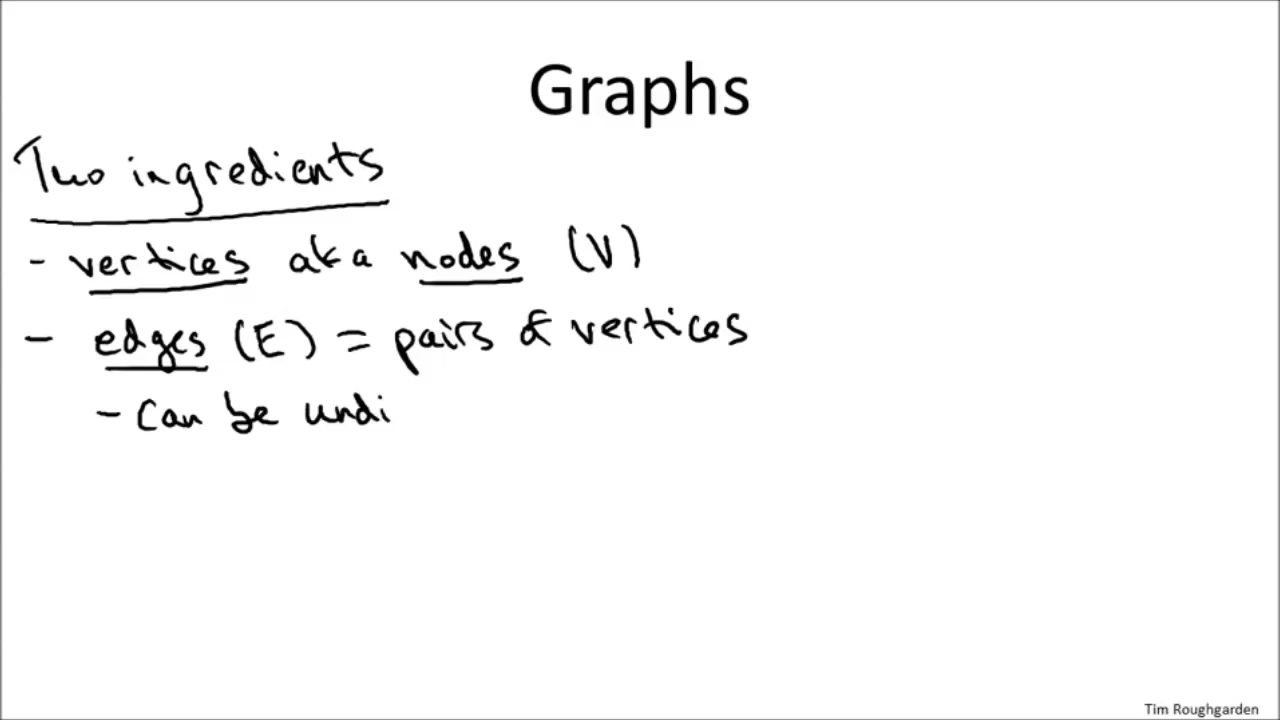 Graphs
Two ingredients
- vertices aka nodes (V)
- edges (E) = pairs of vertices
- can be undi
Tim Roughgarden